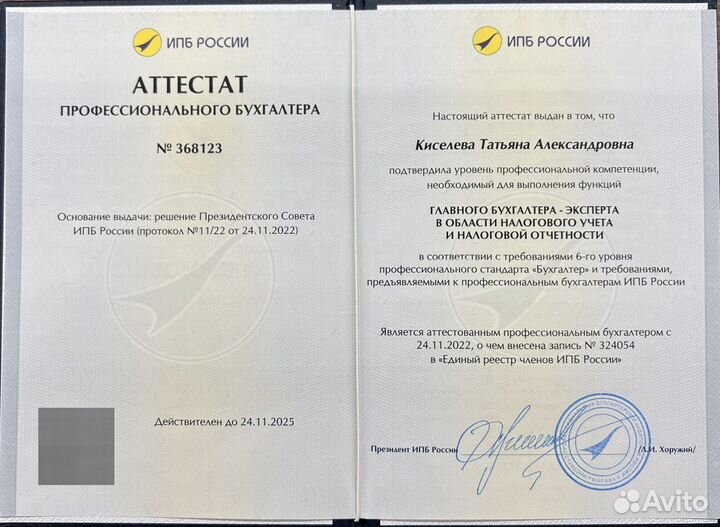 ИПБ РОССИИ
АТТЕСТАТ
ПРОФЕССИОНАЛЬНОГО БУХГАЛТЕРА
№ 368123
Основание выдачи: решение Президентского Совета
ИПБ России (протокол №11/22 от 24.11.2022)
Действителен до 24.11.2025
ИПБ РОССИИ
Настоящий аттестат выдан в том, что
Киселева Татьяна Александровна
подтвердила уровень профессиональной компетенции,
необходимый для выполнения функций
ГЛАВНОГО БУХГАЛТЕРА - ЭКСПЕРТА
В ОБЛАСТИ НАЛОГОВОГО УЧЕТА
И НАЛОГОВОЙ ОТЧЕТНОСТИ
в соответствии с требованиями 6-го уровня
профессионального стандарта «Бухгалтер» и требованиями,
предъявляемыми к профессиональным бухгалтерам ИПБ России
Является аттестованным профессиональным бухгалтером с
24.11.2022, о чем внесена запись № 324054
в «Единый реестр членов ИПБ России»
Президент ИПБ России
/Л.И. Хоружий/
Avito